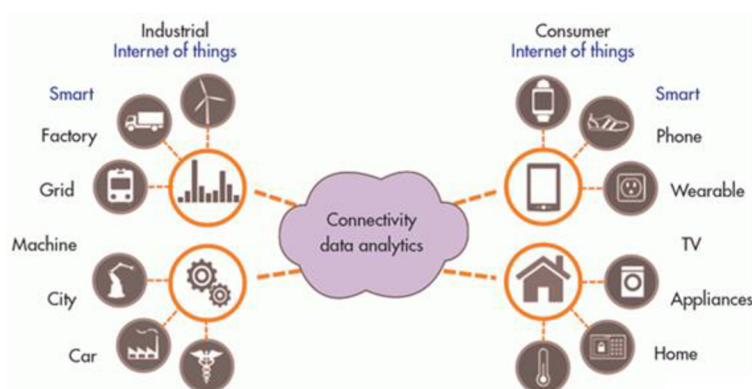 Industrial
Internet of things
Consumer
Internet of things
Smart
Factory
Grid
Machine
City
Car
Connectivity
data analytics
Smart
Phone
Wearable
TV
Appliances
Home